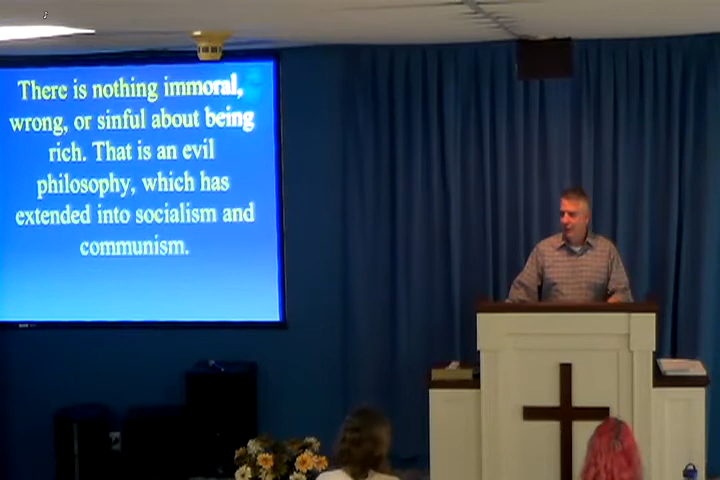 There is nothing immoral,
wrong, or sinful about being
rich. That is an evil
philosophy, which has
extended into socialism and
communism.